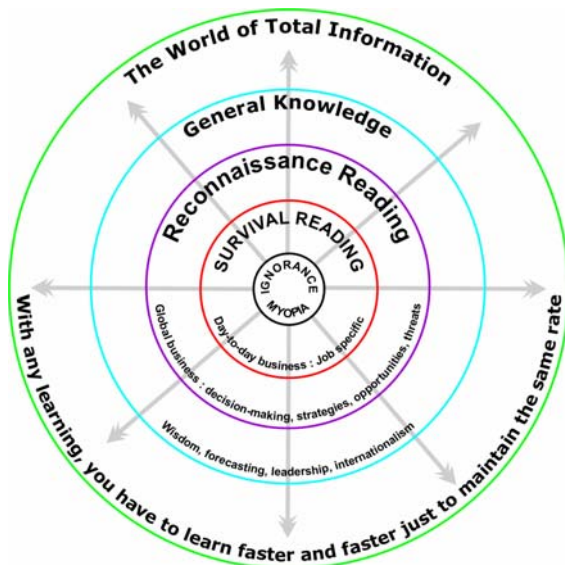 The World of Total Information
General Knowledge
Reconnaissance Reading
SURVIVAL READING
IGNORANCE
MYOPIA
Day-to-day business : Job specific
Global business : decision-making, strategies, opportunities, threats
Wisdom, forecasting, leadership, internationalism
With any learning, you have to learn faster and faster just to maintain the same rate